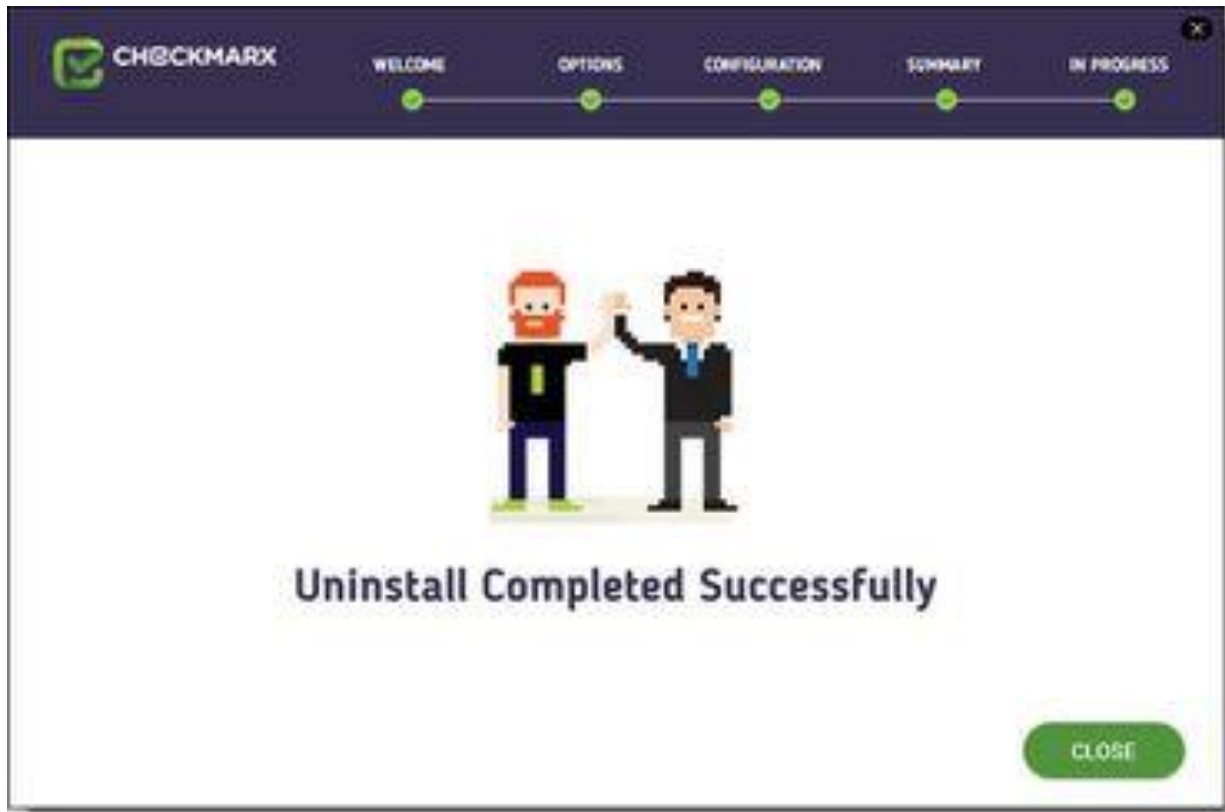 CHECKMARX
WELCOME
OPTIONS
CONFIGURATION
SUMMARY
IN PROGRESS
Uninstall Completed Successfully
CLOSE